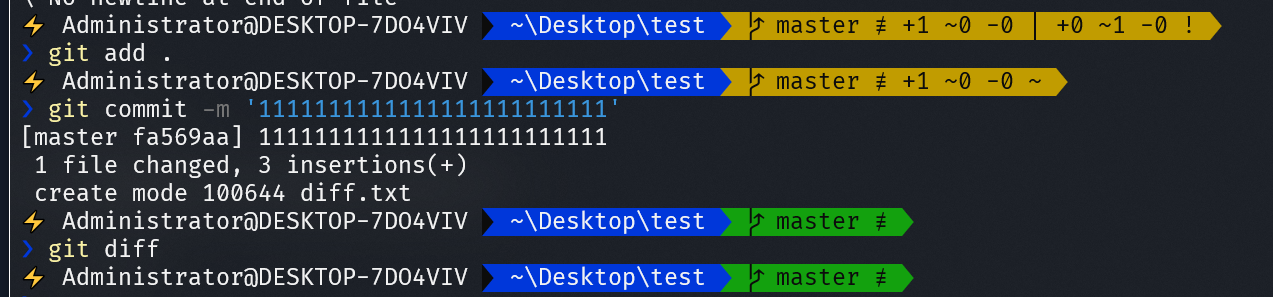 \ No newline at end of file
⚡ Administrator@DESKTOP-7DO4VIV ~\Desktop\test master ≢ +1 ~0 -0 | +0 ~1 -0 !
❯ git add .
⚡ Administrator@DESKTOP-7DO4VIV ~\Desktop\test master ≢ +1 ~0 -0 ~
❯ git commit -m '1111111111111111111111111'
[master fa569aa] 1111111111111111111111111
1 file changed, 3 insertions(+)
create mode 100644 diff.txt
⚡ Administrator@DESKTOP-7DO4VIV ~\Desktop\test master ≢
❯ git diff
⚡ Administrator@DESKTOP-7DO4VIV ~\Desktop\test master ≢